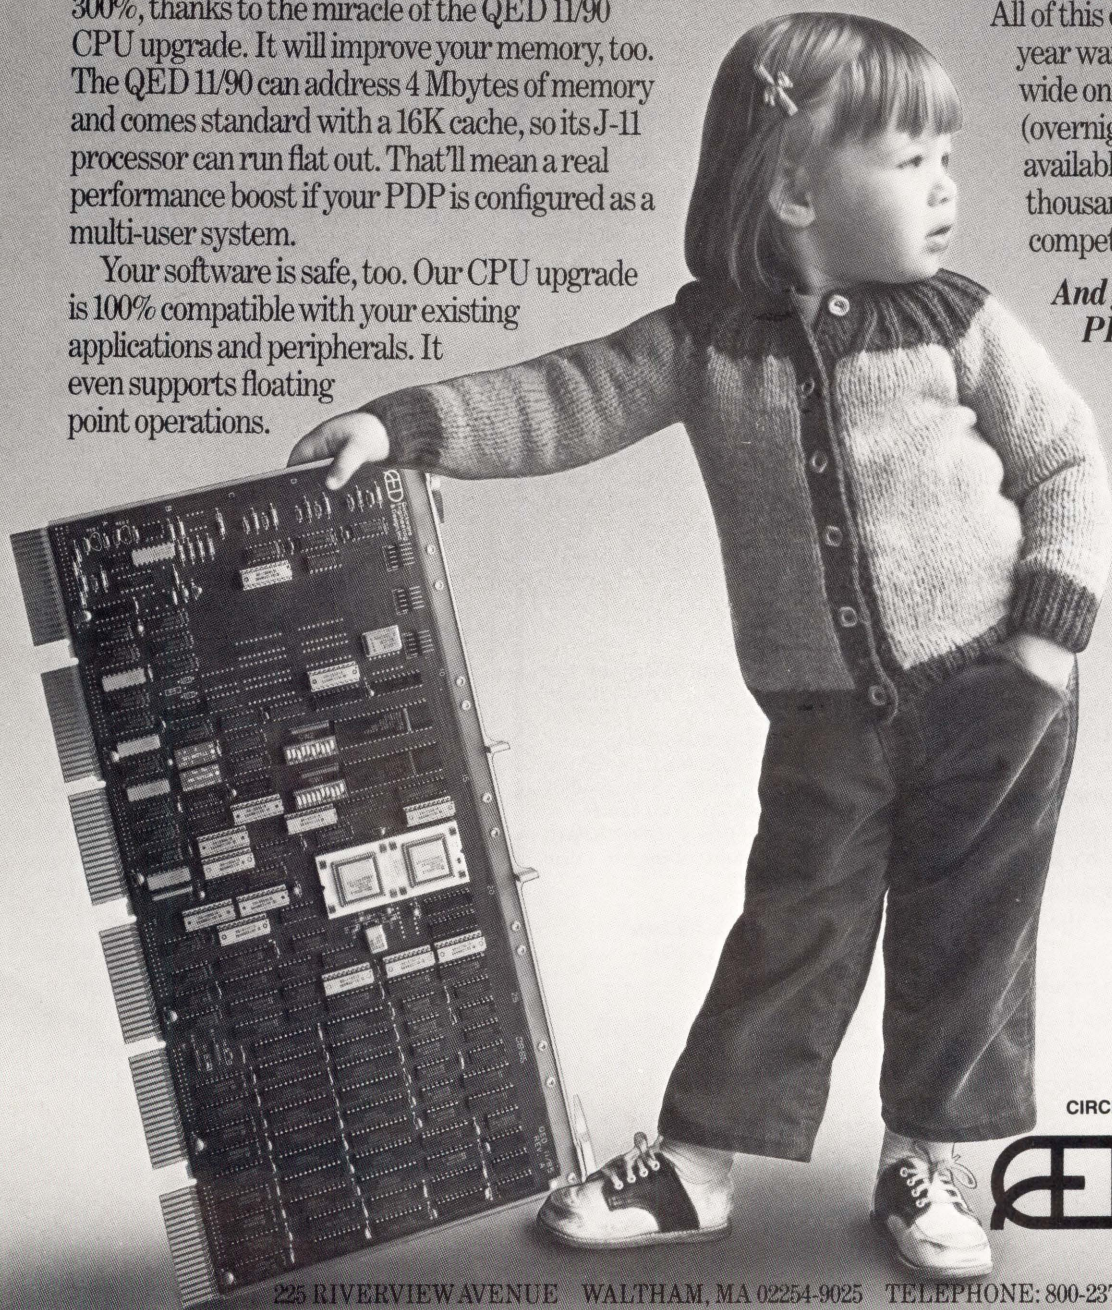 300%, thanks to the miracle of the QED 11/90
CPU upgrade. It will improve your memory, too.
The QED 11/90 can address 4 Mbytes of memory
and comes standard with a 16K cache, so its J-11
processor can run flat out. That'll mean a real
performance boost if your PDP is configured as a
multi-user system.
Your software is safe, too. Our CPU upgrade
is 100% compatible with your existing
applications and peripherals. It
even supports floating
point operations.
All of this
year
wide on
available
And
QED
CIRC
225 RIVERVIEW AVENUE WALTHAM, MA 02254-9025 TELEPHONE: 800-23